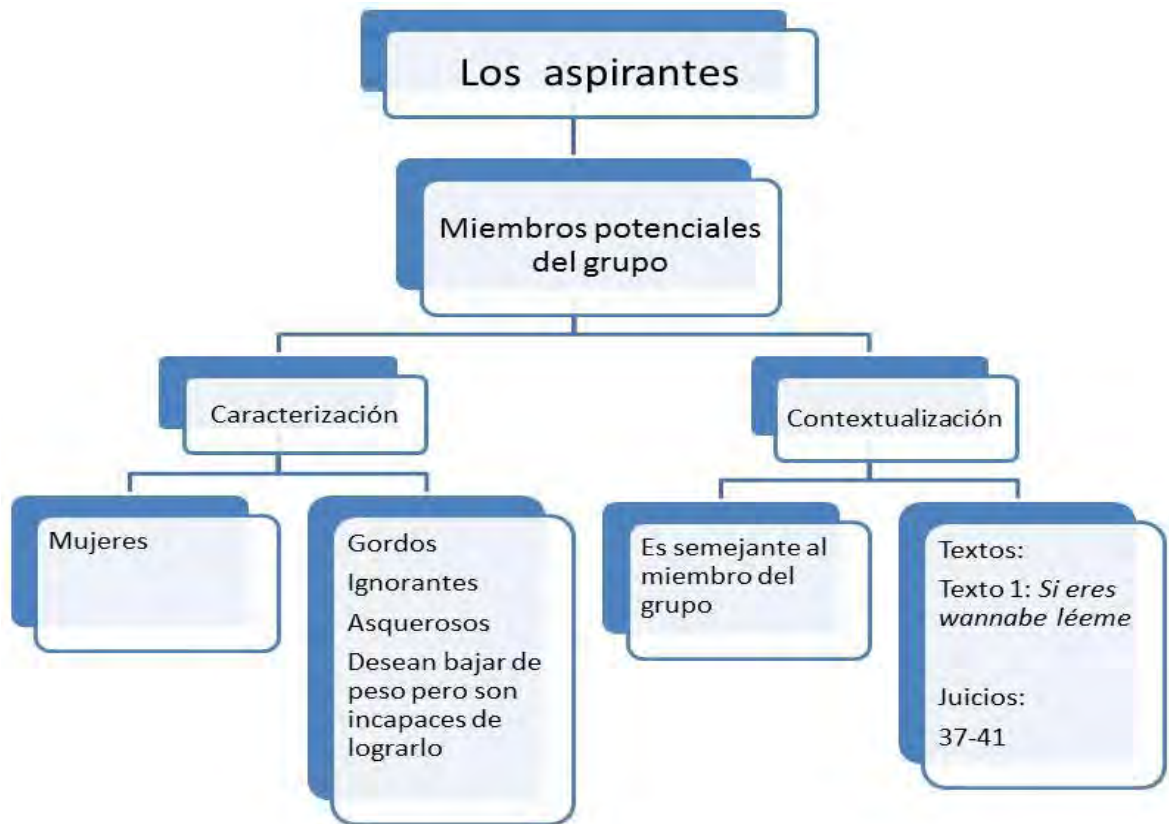 Los aspirantes
Miembros potenciales
del grupo
Caracterización
Contextualización
Mujeres
Gordos
Ignorantes
Asquerosos
Desean bajar de
peso pero son
incapaces de
lograrlo
Es semejante al
miembro del
grupo
Textos:
Texto 1: Si eres
wannabe léeme
Juicios:
37-41